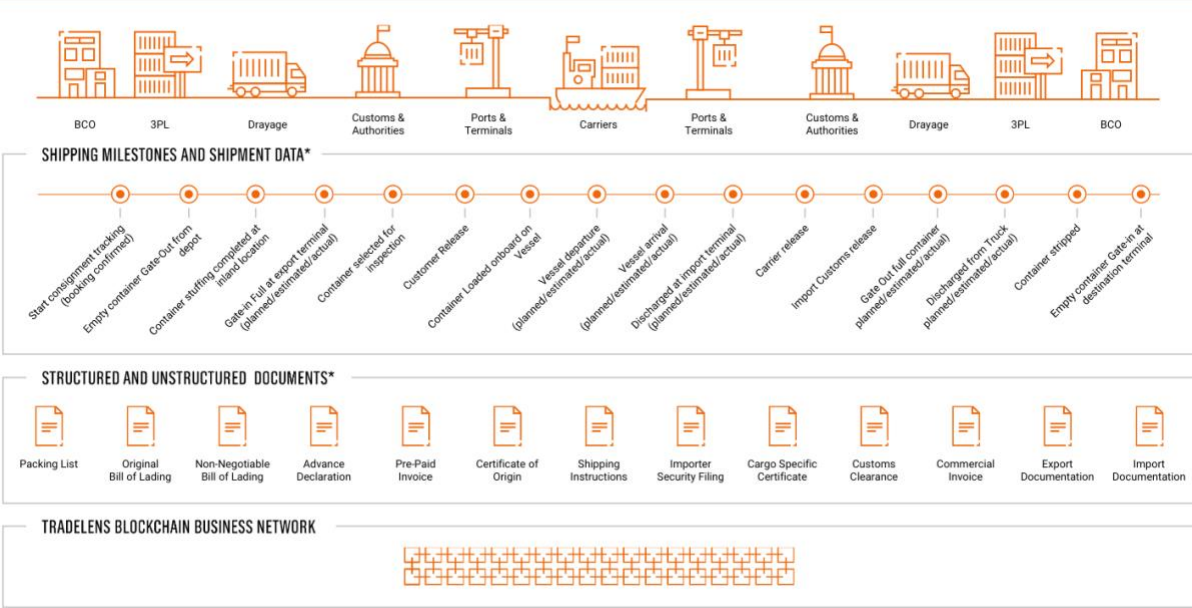 BCO
3PL
Drayage
Customs &
Authorities
Ports &
Terminals
Carriers
Ports &
Terminals
Customs &
Authorities
Drayage
3PL
BCO
SHIPPING MILESTONES AND SHIPMENT DATA*
Start consignment tracking
(booking confirmed)
Empty container Gate-Out from
depot
Container stuffing completed at
inland location
Gate-in Full at export terminal
(planned/estimated/actual)
Container selected for
inspection
Customer Release
Container Loaded onboard on
Vessel
Vessel departure
(planned/estimated/actual)
Vessel arrival
(planned/estimated/actual)
Discharged at import terminal
(planned/estimated/actual)
Carrier release
Import Customs release
Gate Out full container
planned/estimated/actual)
Discharged from Truck
planned/estimated/actual)
Container stripped
Empty container Gate-in at
destination terminal
STRUCTURED AND UNSTRUCTURED DOCUMENTS*
Packing List
Original
Bill of Lading
Non-Negotiable
Bill of Lading
Advance
Declaration
Pre-Paid
Invoice
Certificate of
Origin
Shipping
Instructions
Importer
Security Filing
Cargo Specific
Certificate
Customs
Clearance
Commercial
Invoice
Export
Documentation
Import
Documentation
TRADELENS BLOCKCHAIN BUSINESS NETWORK